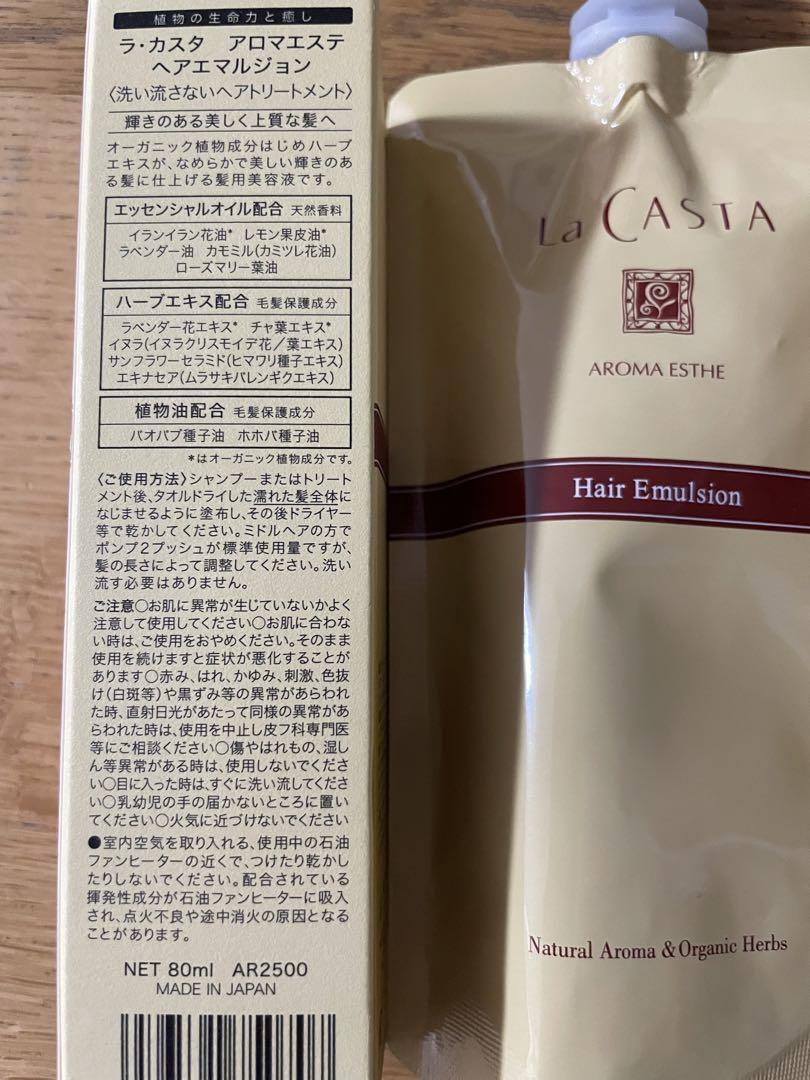 植物の生命力と癒し
ラ・カスタ アロマエステ
ヘアエマルジョン
〈洗い流さないヘアトリートメント〉
輝きのある美しく上質な髪へ
オーガニック植物成分はじめハーブ
エキスが、なめらかで美しい輝きのあ
る髪に仕上げる髪用美容液です。
エッセンシャルオイル配合 天然香料
イランイラン花油* レモン果皮油*
ラベンダー油 カモミル(カミツレ花油)
ローズマリー葉油
ハーブエキス配合 毛髪保護成分
ラベンダー花エキス* チャ葉エキス*
イヌラ(イヌラクリスモイデ花/葉エキス)
サンフラワーセラミド(ヒマワリ種子エキス)
エキナセア(ムラサキバレンギクエキス)
植物油配合 毛髪保護成分
バオバブ種子油 ホホバ種子油
*はオーガニック植物成分です。
〈ご使用方法〉シャンプーまたはトリート
メント後、タオルドライした濡れた髪全体に
なじませるように塗布し、その後ドライヤー
等で乾かしてください。ミドルヘアの方で
ポンプ2プッシュが標準使用量ですが、
髪の長さによって調整してください。洗い
流す必要はありません。
ご注意○お肌に異常が生じていないかよく
注意して使用してください○お肌に合わな
い時は、ご使用をおやめください。そのまま
使用を続けますと症状が悪化することが
あります○赤み、はれ、かゆみ、刺激、色抜
け(白斑等)や黒ずみ等の異常があらわれ
た時、直射日光があたって同様の異常があ
らわれた時は、使用を中止し皮フ科専門医
等にご相談ください○傷やはれもの、湿し
ん等異常がある時は、使用しないでくださ
い○目に入った時は、すぐに洗い流してくださ
い○乳幼児の手の届かないところに置い
てください○火気に近づけないでください
●室内空気を取り入れる、使用中の石油
ファンヒーターの近くで、つけたり乾かし
たりしないでください。配合されている
揮発性成分が石油ファンヒーターに吸入
され、点火不良や途中消火の原因となる
ことがあります。
NET 80ml AR2500
MADE IN JAPAN
La CASTA
AROMA ESTHE
Hair Emulsion
Natural Aroma & Organic Herbs